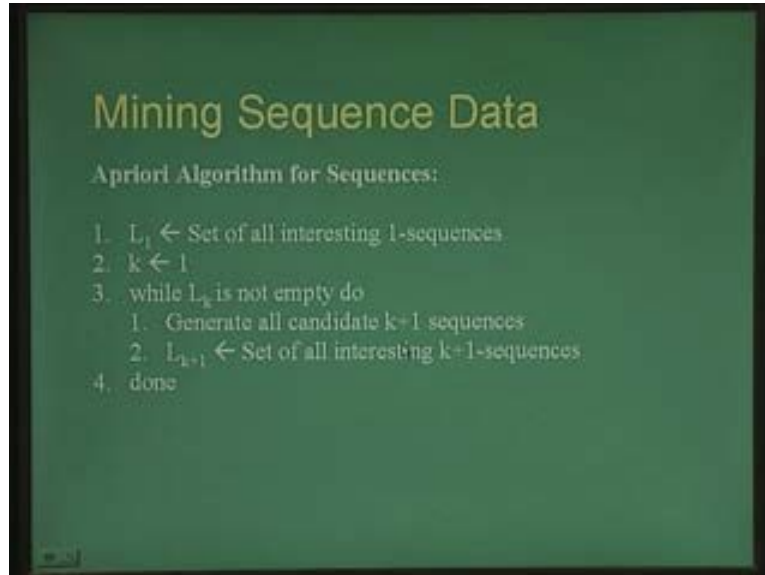 Mining Sequence Data
Apriori Algorithm for Sequences:
1. L₁ ← Set of all interesting 1-sequences
2. k ← 1
3. while Lₖ is not empty do
1. Generate all candidate k+1 sequences
2. Lₖ₊₁ ← Set of all interesting k+1-sequences
4. done